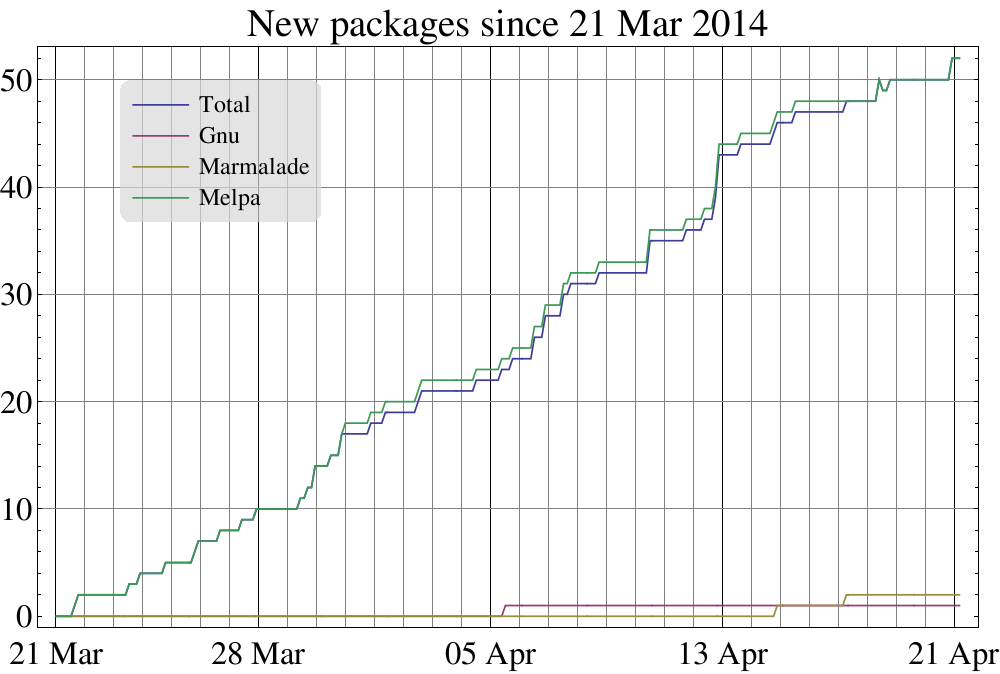 New packages since 21 Mar 2014
50
40
30
20
10
0
Total
Gnu
Marmalade
Melpa
21 Mar
28 Mar
05 Apr
13 Apr
21 Apr